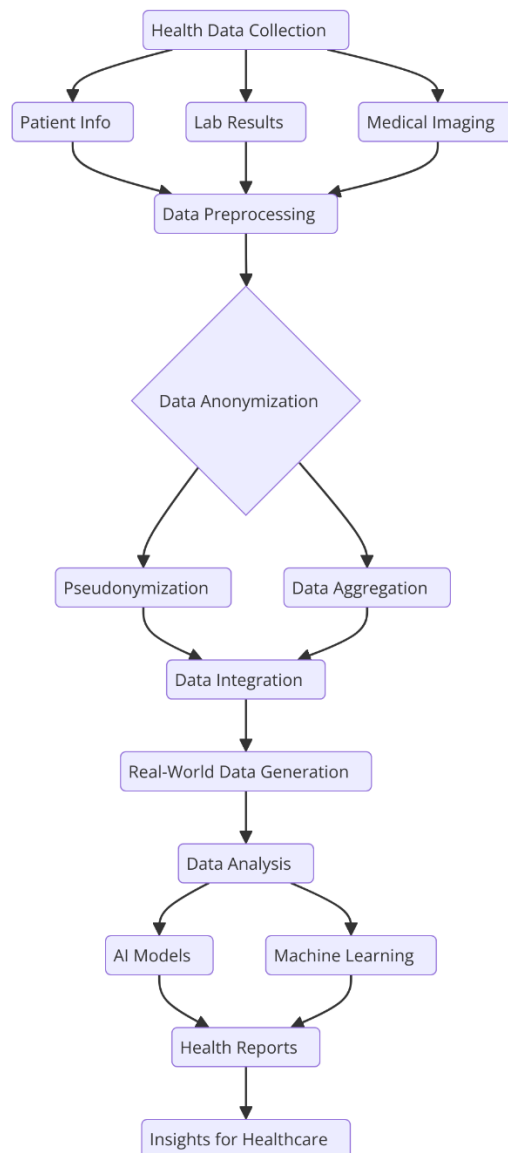 Health Data Collection
Patient Info
Lab Results
Medical Imaging
Data Preprocessing
Data Anonymization
Pseudonymization
Data Aggregation
Data Integration
Real-World Data Generation
Data Analysis
AI Models
Machine Learning
Health Reports
Insights for Healthcare